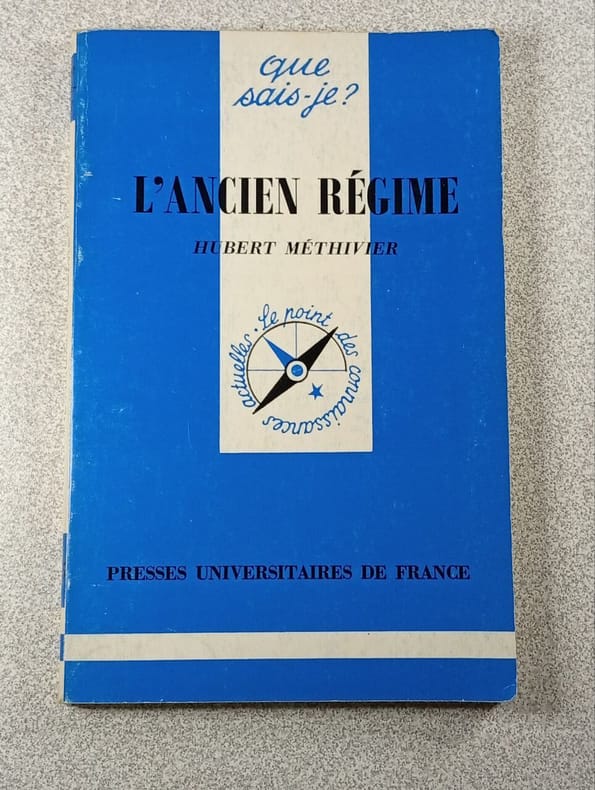 que
sais-je?
L'ANCIEN RÉGIME
HUBERT MÉTHIVIER
Le point des connaissances actuelles.
PRESSES UNIVERSITAIRES DE FRANCE